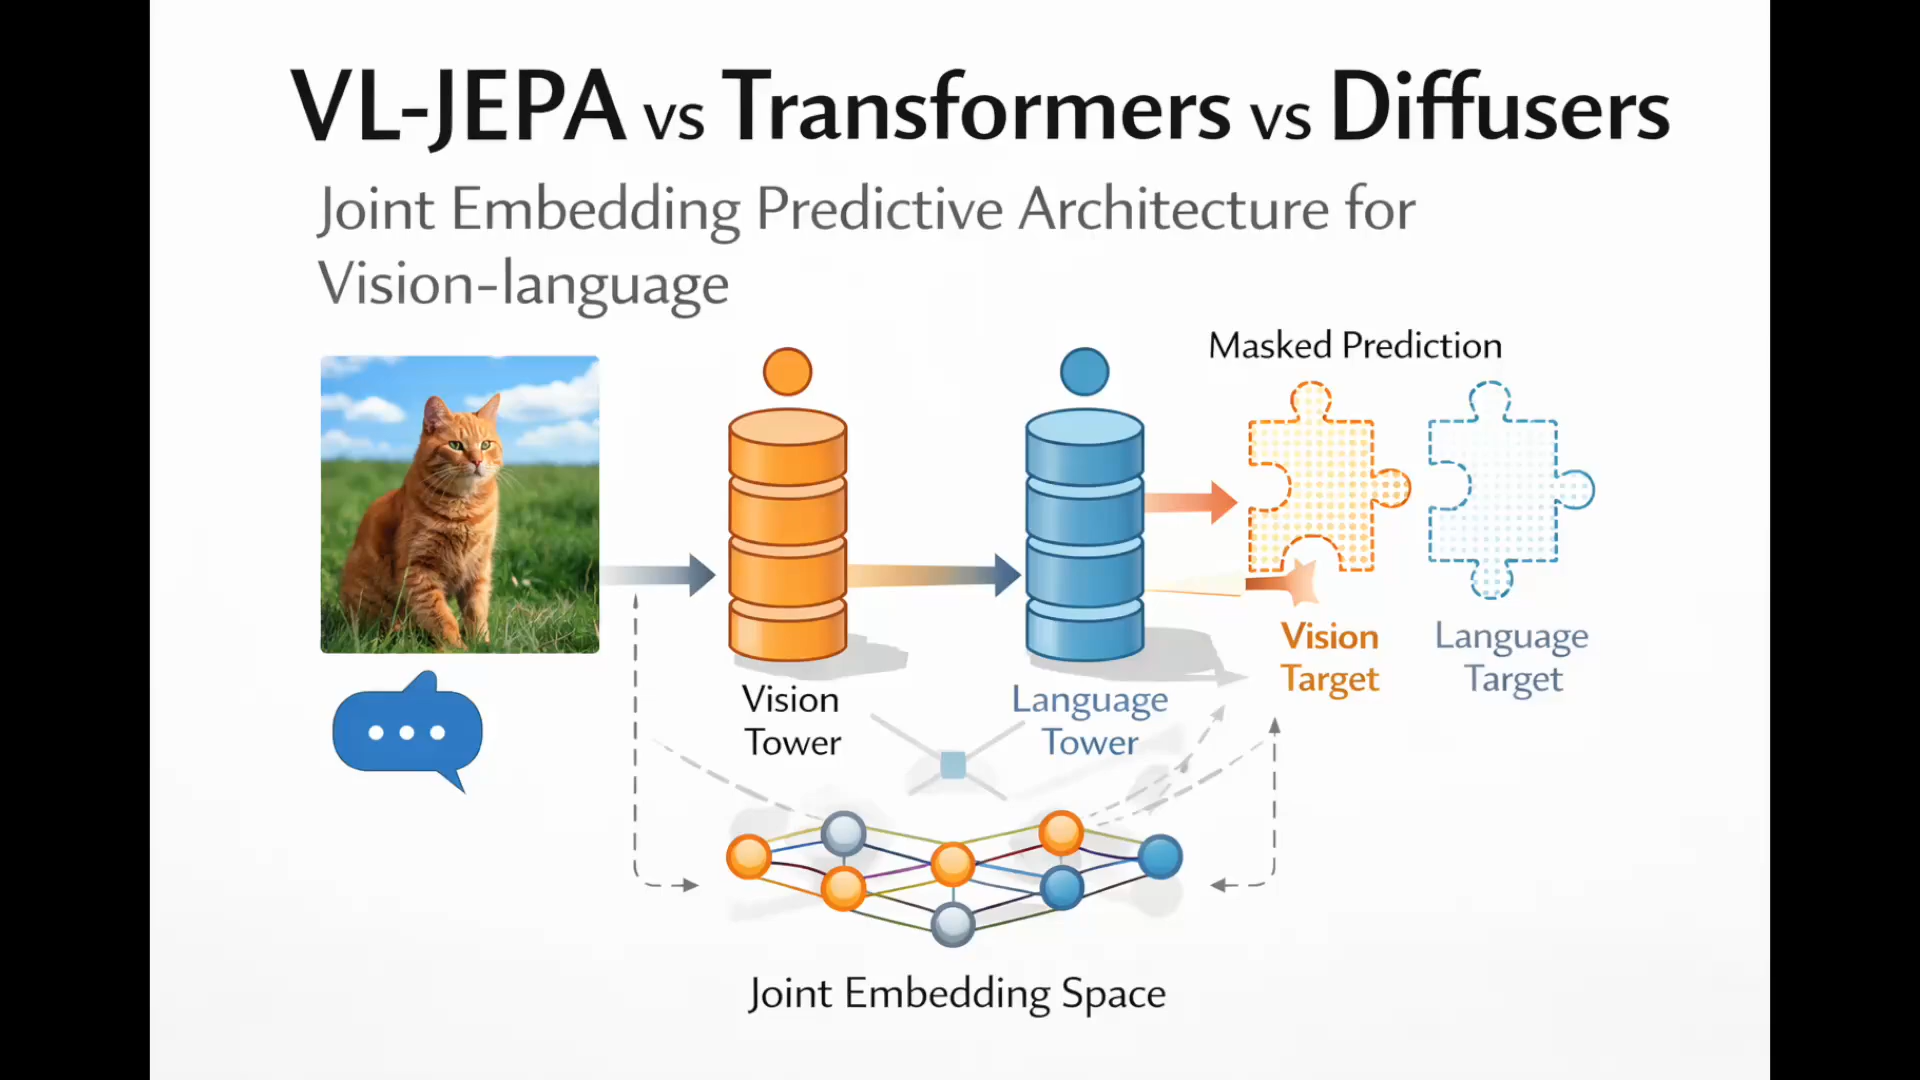 VL-JEPA vs Transformers vs Diffusers
Joint Embedding Predictive Architecture for
Vision-language
Masked Prediction
Vision
Target
Language
Target
Vision
Tower
Language
Tower
Joint Embedding Space